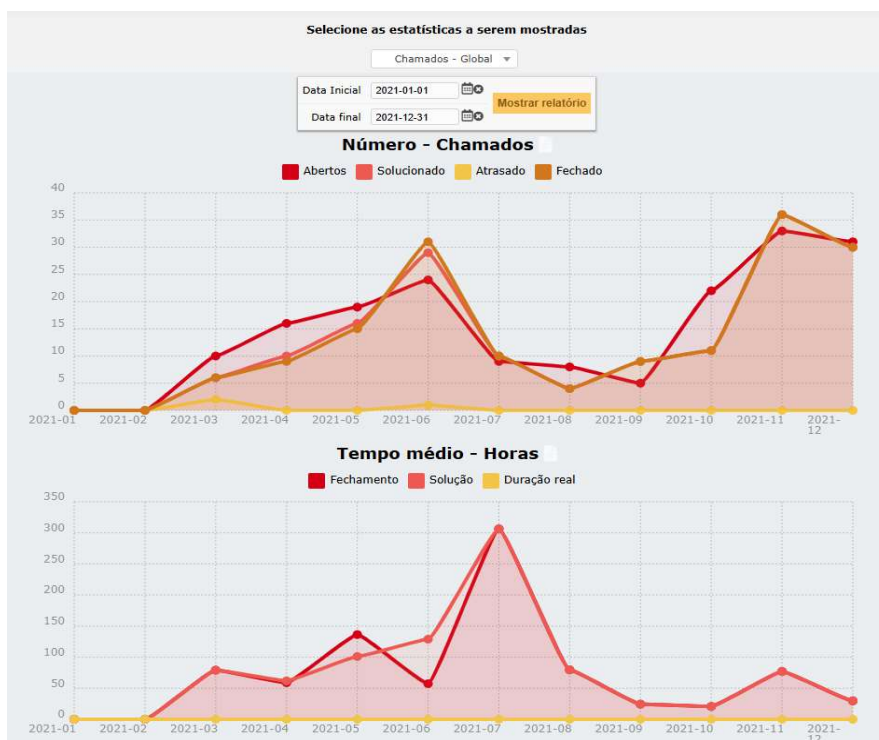 Selecione as estatísticas a serem mostradas
Chamados - Global
Data Inicial 2021-01-01
Mostrar relatório
Data final 2021-12-31
Número - Chamados
Abertos Solucionado Atrasado Fechado
40
35
30
25
20
15
10
5
0
2021-01 2021-02 2021-03 2021-04 2021-05 2021-06 2021-07 2021-08 2021-09 2021-10 2021-11 2021-
12
Tempo médio - Horas
Fechamento Solução Duração real
350
300
250
200
150
100
50
0
2021-01 2021-02 2021-03 2021-04 2021-05 2021-06 2021-07 2021-08 2021-09 2021-10 2021-11 2021-
12